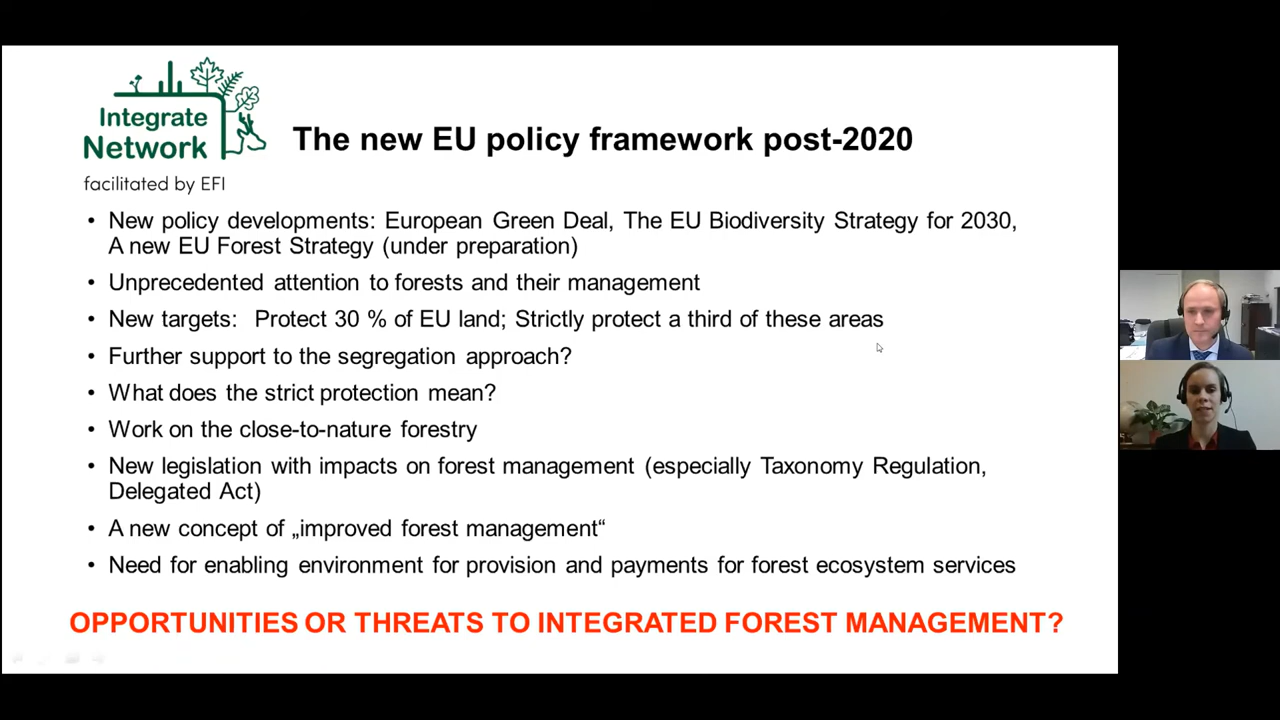 Integrate
Network
facilitated by EFI
The new EU policy framework post-2020
• New policy developments: European Green Deal, The EU Biodiversity Strategy for 2030,
A new EU Forest Strategy (under preparation)
• Unprecedented attention to forests and their management
• New targets: Protect 30 % of EU land; Strictly protect a third of these areas
• Further support to the segregation approach?
• What does the strict protection mean?
• Work on the close-to-nature forestry
• New legislation with impacts on forest management (especially Taxonomy Regulation,
Delegated Act)
• A new concept of „improved forest management“
• Need for enabling environment for provision and payments for forest ecosystem services
OPPORTUNITIES OR THREATS TO INTEGRATED FOREST MANAGEMENT?